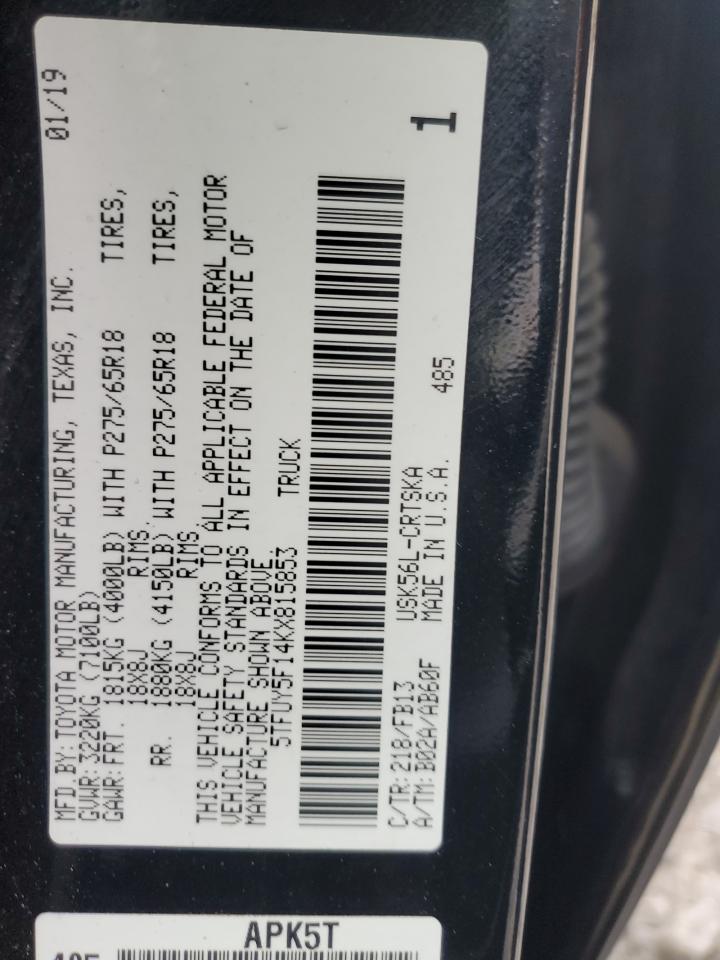 MFD BY: TOYOTA MOTOR MANUFACTURING, TEXAS, INC. 01/19
GVWR: 3220KG (7100LB)
GAWR: FRT. 1815KG (4000LB) WITH P275/65R18 TIRES,
18X8J RIMS,
RR. 1880KG (4150LB) WITH P275/65R18 TIRES,
18X8J RIMS
THIS VEHICLE CONFORMS TO ALL APPLICABLE FEDERAL MOTOR
VEHICLE SAFETY STANDARDS IN EFFECT ON THE DATE OF
MANUFACTURE SHOWN ABOVE
5TFUY5F14KX815853 TRUCK
C/TR: 218/FB13 USK56L-CRTSKA 1
A/TM: B02A/AB60F MADE IN U.S.A. 485
APK5T
485